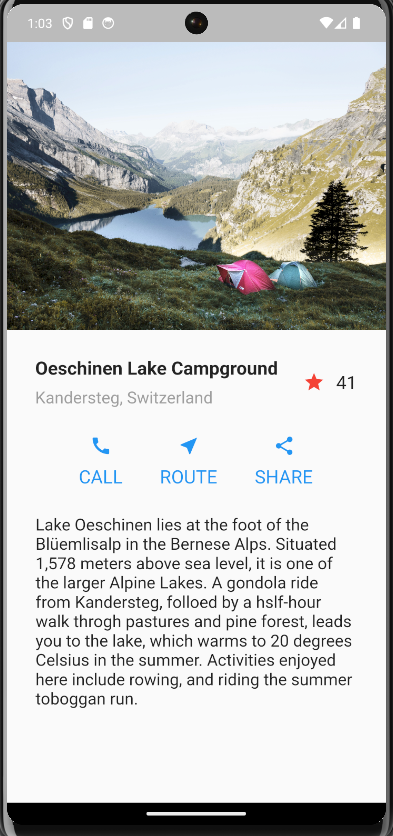 1:03
Oeschinen Lake Campground
Kandersteg, Switzerland
41
CALL
ROUTE
SHARE
Lake Oeschinen lies at the foot of the
Blüemlisalp in the Bernese Alps. Situated
1,578 meters above sea level, it is one of
the larger Alpine Lakes. A gondola ride
from Kandersteg, folloed by a hslf-hour
walk throgh pastures and pine forest, leads
you to the lake, which warms to 20 degrees
Celsius in the summer. Activities enjoyed
here include rowing, and riding the summer
toboggan run.